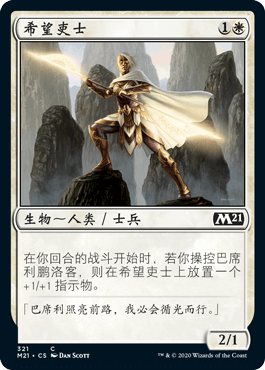 希望吏士 1
生物～人类 / 士兵 M21
在你回合的战斗开始时，若你操控巴席
利鹏洛客，则在希望吏士上放置一个
+1/+1 指示物。
「巴席利照亮前路，我必会循光而行。」
2/1
321 C
M21 • CS DAN SCOTT
™ & © 2020 Wizards of the Coast